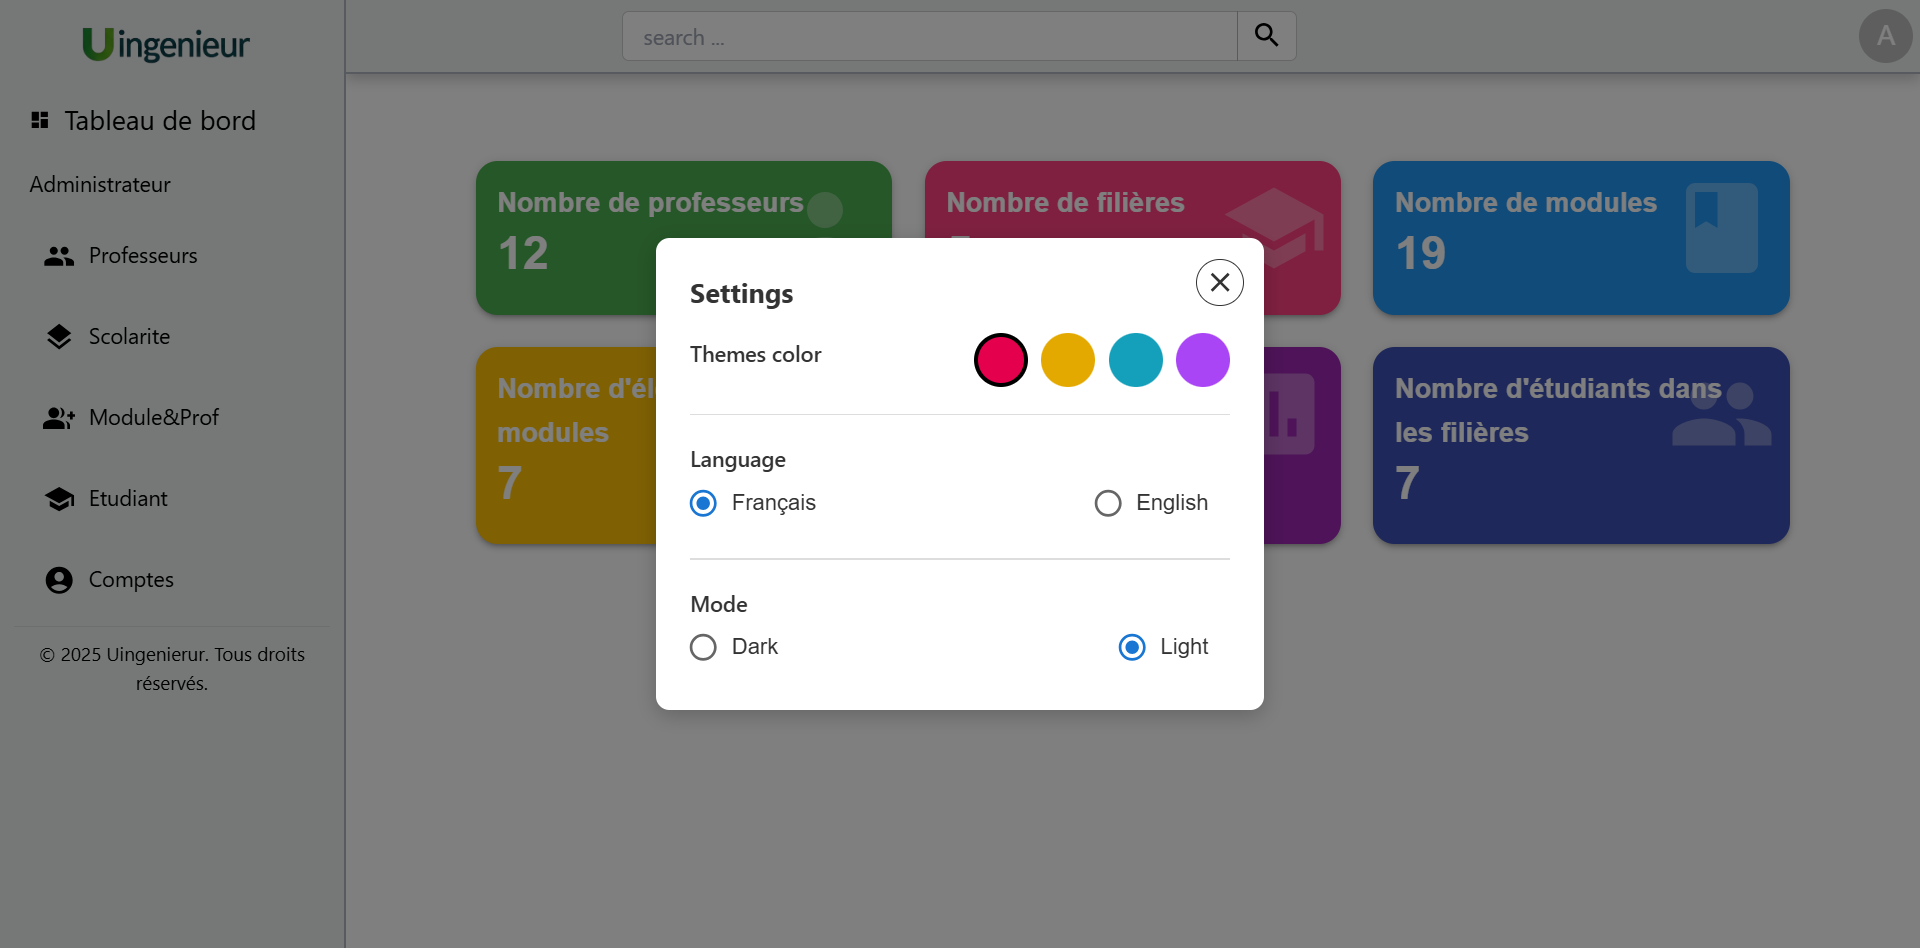 Uingenieur
search ...
A
Tableau de bord
Administrateur
Professeurs
Scolarite
Module&Prof
Etudiant
Comptes
© 2025 Uingenierur. Tous droits
réservés.
Nombre de professeurs
12
Nombre de filières
Nombre de modules
19
Nombre
modules
7
Nombre d'étudiants dans
les filières
7
Settings
Themes color
Language
Français
English
Mode
Dark
Light